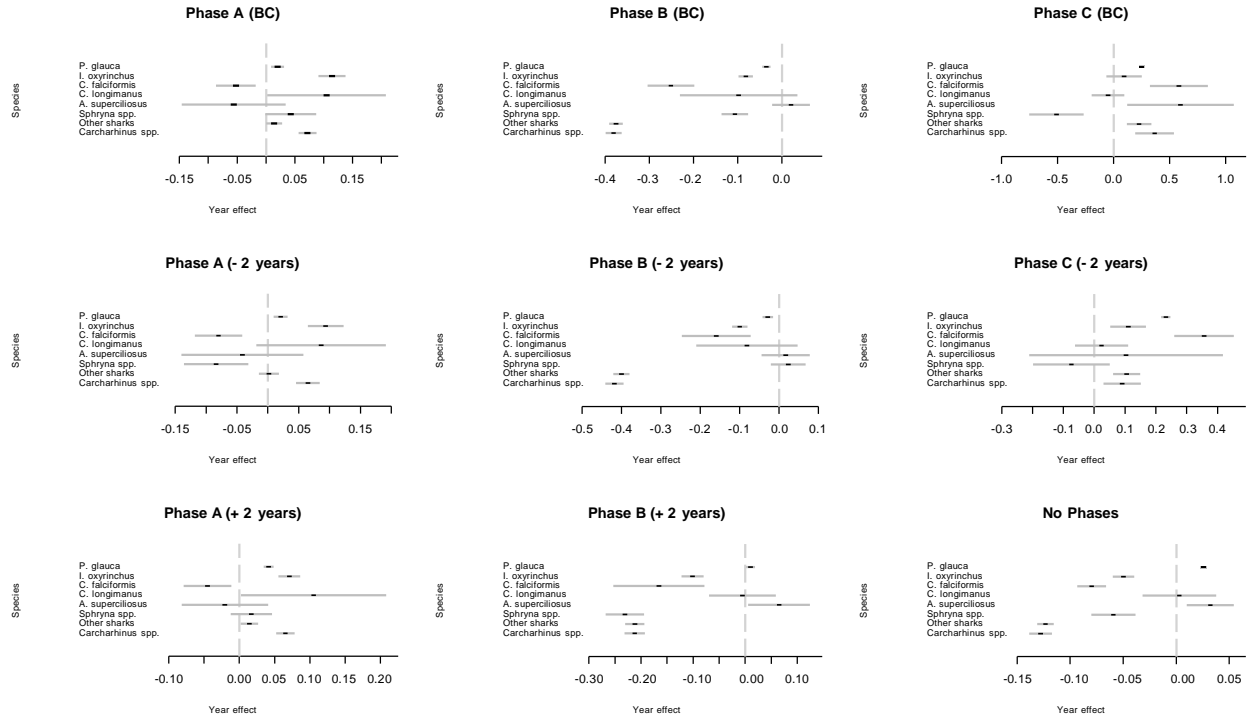 Phase A (BC)
Species
P. glauca
I. oxyrinchus
C. falciformis
C. longimanus
A. superciliosus
Sphryna spp.
Other sharks
Carcharhinus spp.
-0.15 -0.05 0.05 0.15
Year effect
Phase B (BC)
Species
P. glauca
I. oxyrinchus
C. falciformis
C. longimanus
A. superciliosus
Sphryna spp.
Other sharks
Carcharhinus spp.
-0.4 -0.3 -0.2 -0.1 0.0
Year effect
Phase C (BC)
Species
P. glauca
I. oxyrinchus
C. falciformis
C. longimanus
A. superciliosus
Sphryna spp.
Other sharks
Carcharhinus spp.
-1.0 -0.5 0.0 0.5 1.0
Year effect
Phase A (- 2 years)
Species
P. glauca
I. oxyrinchus
C. falciformis
C. longimanus
A. superciliosus
Sphryna spp.
Other sharks
Carcharhinus spp.
-0.15 -0.05 0.05 0.15
Year effect
Phase B (- 2 years)
Species
P. glauca
I. oxyrinchus
C. falciformis
C. longimanus
A. superciliosus
Sphryna spp.
Other sharks
Carcharhinus spp.
-0.5 -0.4 -0.3 -0.2 -0.1 0.0 0.1
Year effect
Phase C (- 2 years)
Species
P. glauca
I. oxyrinchus
C. falciformis
C. longimanus
A. superciliosus
Sphryna spp.
Other sharks
Carcharhinus spp.
-0.3 -0.1 0.0 0.1 0.2 0.3 0.4
Year effect
Phase A (+ 2 years)
Species
P. glauca
I. oxyrinchus
C. falciformis
C. longimanus
A. superciliosus
Sphryna spp.
Other sharks
Carcharhinus spp.
-0.10 0.00 0.05 0.10 0.15 0.20
Year effect
Phase B (+ 2 years)
Species
P. glauca
I. oxyrinchus
C. falciformis
C. longimanus
A. superciliosus
Sphryna spp.
Other sharks
Carcharhinus spp.
-0.30 -0.20 -0.10 0.00 0.10
Year effect
No Phases
Species
P. glauca
I. oxyrinchus
C. falciformis
C. longimanus
A. superciliosus
Sphryna spp.
Other sharks
Carcharhinus spp.
-0.15 -0.10 -0.05 0.00 0.05
Year effect